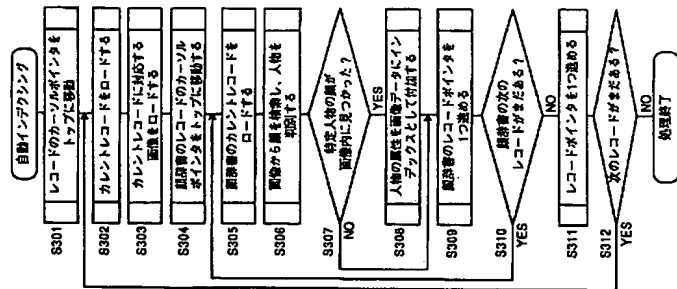 自動インデクシング
S301
レコードのカーソルポインタを
トップに移動
S302
カレントレコードをロードする
S303
カレントレコードに対応する
画像をロードする
S304
顔辞書のレコードのカーソル
ポインタをトップに移動する
S305
顔辞書のカレントレコードを
ロードする
S306
画像から顔を検索し、人物を
判別する
S307
特定人物の顔が
画像内に見つかった?
NO
YES
S308
人物の属性を画像データにイン
デックスとして付加する
S309
顔辞書のレコードポインタを
1つ進める
S310
顔辞書の次の
レコードがまだある?
YES
NO
S311
レコードポインタを1つ進める
S312
次のレコードがまだある?
YES
NO
処理終了